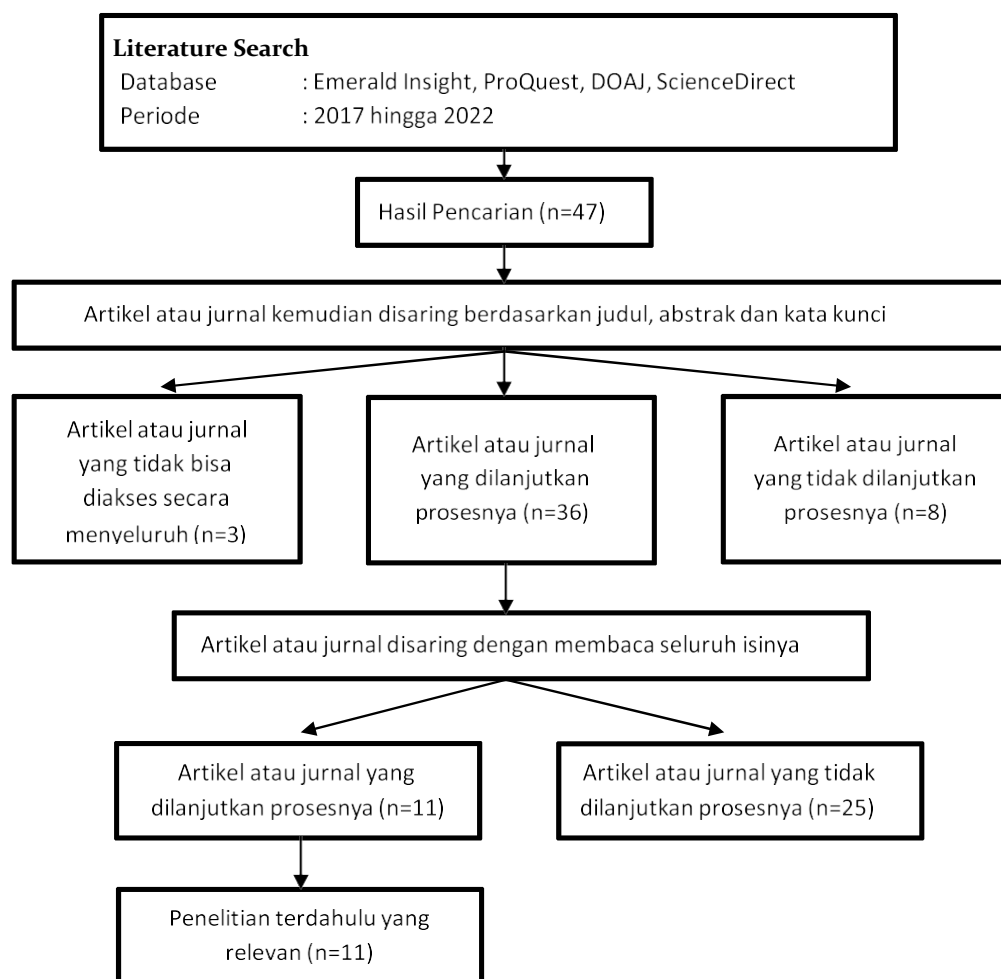 Literature Search
Database : Emerald Insight, ProQuest, DOAJ, ScienceDirect
Periode : 2017 hingga 2022
Hasil Pencarian (n=47)
Artikel atau jurnal kemudian disaring berdasarkan judul, abstrak dan kata kunci
Artikel atau jurnal
yang tidak bisa
diakses secara
menyeluruh (n=3)
Artikel atau jurnal
yang dilanjutkan
prosesnya (n=36)
Artikel atau jurnal
yang tidak dilanjutkan
prosesnya (n=8)
Artikel atau jurnal disaring dengan membaca seluruh isinya
Artikel atau jurnal yang
dilanjutkan prosesnya (n=11)
Artikel atau jurnal yang tidak
dilanjutkan prosesnya (n=25)
Penelitian terdahulu yang
relevan (n=11)